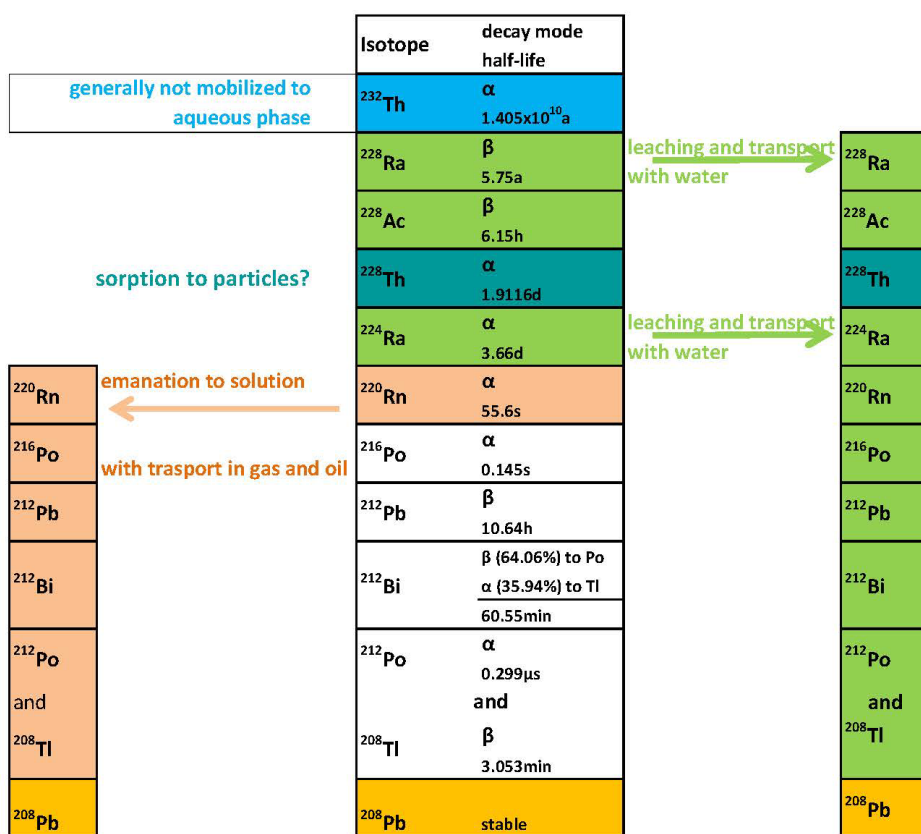 Isotope
decay mode
half-life
generally not mobilized to
aqueous phase
²³²Th
α
1.405x10¹⁰a
²²⁸Ra
β
5.75a
leaching and transport
with water
²²⁸Ra
²²⁸Ac
β
6.15h
²²⁸Ac
sorption to particles?
²²⁸Th
α
1.9116d
²²⁸Th
²²⁴Ra
α
3.66d
leaching and transport
with water
²²⁴Ra
²²⁰Rn
emanation to solution
²²⁰Rn
α
55.6s
²²⁰Rn
²¹⁶Po
with trasport in gas and oil
²¹⁶Po
α
0.145s
²¹⁶Po
²¹²Pb
²¹²Pb
β
10.64h
²¹²Pb
²¹²Bi
²¹²Bi
β (64.06%) to Po
α (35.94%) to Tl
60.55min
²¹²Bi
²¹²Po
and
²⁰⁸Tl
²¹²Po
α
0.299µs
and
²⁰⁸Tl
β
3.053min
²¹²Po
and
²⁰⁸Tl
²⁰⁸Pb
²⁰⁸Pb
stable
²⁰⁸Pb